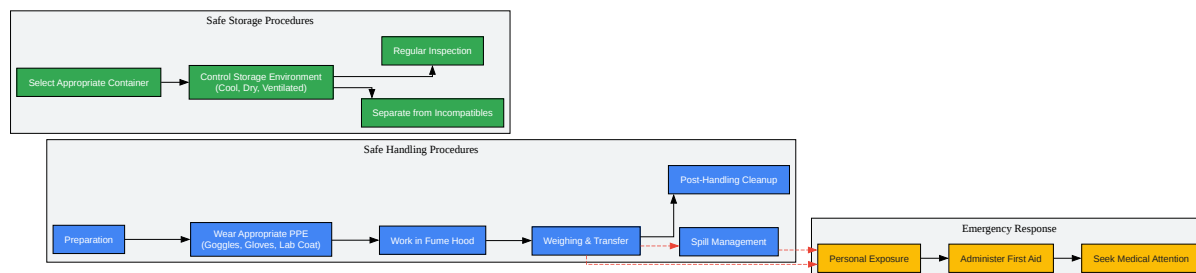 Safe Storage Procedures
Regular Inspection
Select Appropriate Container
Control Storage Environment
(Cool, Dry, Ventilated)
Separate from Incompatibles
Safe Handling Procedures
Post-Handling Cleanup
Preparation
Wear Appropriate PPE
(Goggles, Gloves, Lab Coat)
Work in Fume Hood
Weighing & Transfer
Spill Management
Emergency Response
Personal Exposure
Administer First Aid
Seek Medical Attention